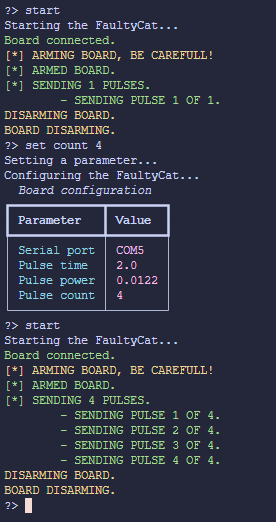 ?> start
Starting the FaultyCat...
Board connected.
[*] ARMING BOARD, BE CAREFULL!
[*] ARMED BOARD.
[*] SENDING 1 PULSES.
- SENDING PULSE 1 OF 1.
DISARMING BOARD.
BOARD DISARMING.
?> set count 4
Setting a parameter...
Configuring the FaultyCat...
Board configuration
Parameter Value
Serial port COM5
Pulse time 2.0
Pulse power 0.0122
Pulse count 4
?> start
Starting the FaultyCat...
Board connected.
[*] ARMING BOARD, BE CAREFULL!
[*] ARMED BOARD.
[*] SENDING 4 PULSES.
- SENDING PULSE 1 OF 4.
- SENDING PULSE 2 OF 4.
- SENDING PULSE 3 OF 4.
- SENDING PULSE 4 OF 4.
DISARMING BOARD.
BOARD DISARMING.
?>